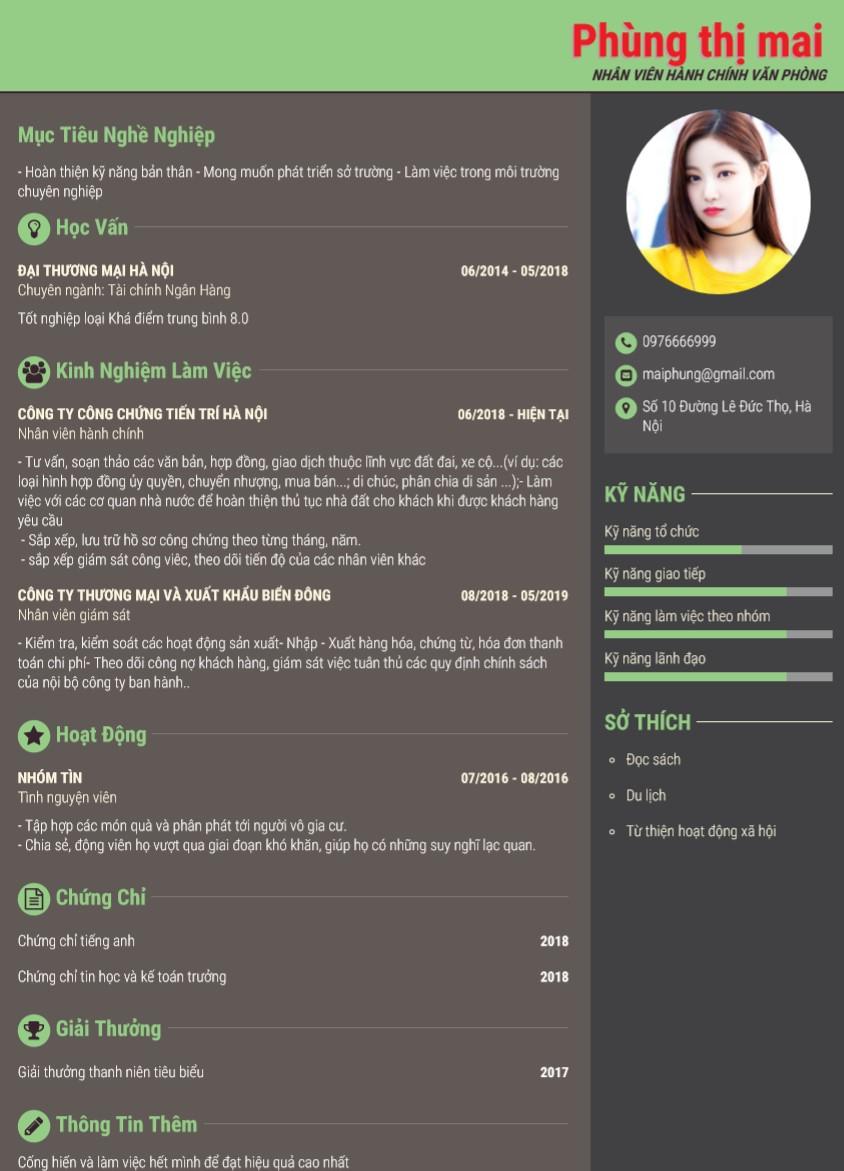 Phùng thị mai
NHÂN VIÊN HÀNH CHÍNH VĂN PHÒNG
Mục Tiêu Nghề Nghiệp
- Hoàn thiện kỹ năng bản thân - Mong muốn phát triển sở trường - Làm việc trong môi trường
chuyên nghiệp
Học Vấn
ĐẠI THƯƠNG MẠI HÀ NỘI 06/2014 - 05/2018
Chuyên ngành: Tài chính Ngân Hàng
Tốt nghiệp loại Khá điểm trung bình 8.0
Kinh Nghiệm Làm Việc
CÔNG TY CÔNG CHỨNG TIẾN TRÍ HÀ NỘI 06/2018 - HIỆN TẠI
Nhân viên hành chính
- Tư vấn, soạn thảo các văn bản, hợp đồng, giao dịch thuộc lĩnh vực đất đai, xe cộ...(ví dụ: các
loại hình hợp đồng ủy quyền, chuyển nhượng, mua bán...; di chúc, phân chia di sản ...);- Làm
việc với các cơ quan nhà nước để hoàn thiện thủ tục nhà đất cho khách khi được khách hàng
yêu cầu
- Sắp xếp, lưu trữ hồ sơ công chứng theo từng tháng, năm.
- sắp xếp giám sát công viêc, theo dõi tiến độ của các nhân viên khác
CÔNG TY THƯƠNG MẠI VÀ XUẤT KHẨU BIỂN ĐÔNG 08/2018 - 05/2019
Nhân viên giám sát
- Kiểm tra, kiểm soát các hoạt động sản xuất- Nhập - Xuất hàng hóa, chứng từ, hóa đơn thanh
toán chi phí- Theo dõi công nợ khách hàng, giám sát việc tuân thủ các quy định chính sách
của nội bộ công ty ban hành..
Hoạt Động
NHÓM TÌN 07/2016 - 08/2016
Tình nguyện viên
- Tập hợp các món quà và phân phát tới người vô gia cư.
- Chia sẻ, động viên họ vượt qua giai đoạn khó khăn, giúp họ có những suy nghĩ lạc quan.
Chứng Chỉ
Chứng chỉ tiếng anh 2018
Chứng chỉ tin học và kế toán trưởng 2018
Giải Thưởng
Giải thưởng thanh niên tiêu biểu 2017
Thông Tin Thêm
Cống hiến và làm việc hết mình để đạt hiệu quả cao nhất
0976666999
maiphung@gmail.com
Số 10 Đường Lê Đức Thọ, Hà
Nội
KỸ NĂNG
Kỹ năng tổ chức
Kỹ năng giao tiếp
Kỹ năng làm việc theo nhóm
Kỹ năng lãnh đạo
SỞ THÍCH
Đọc sách
Du lịch
Từ thiện hoạt động xã hội